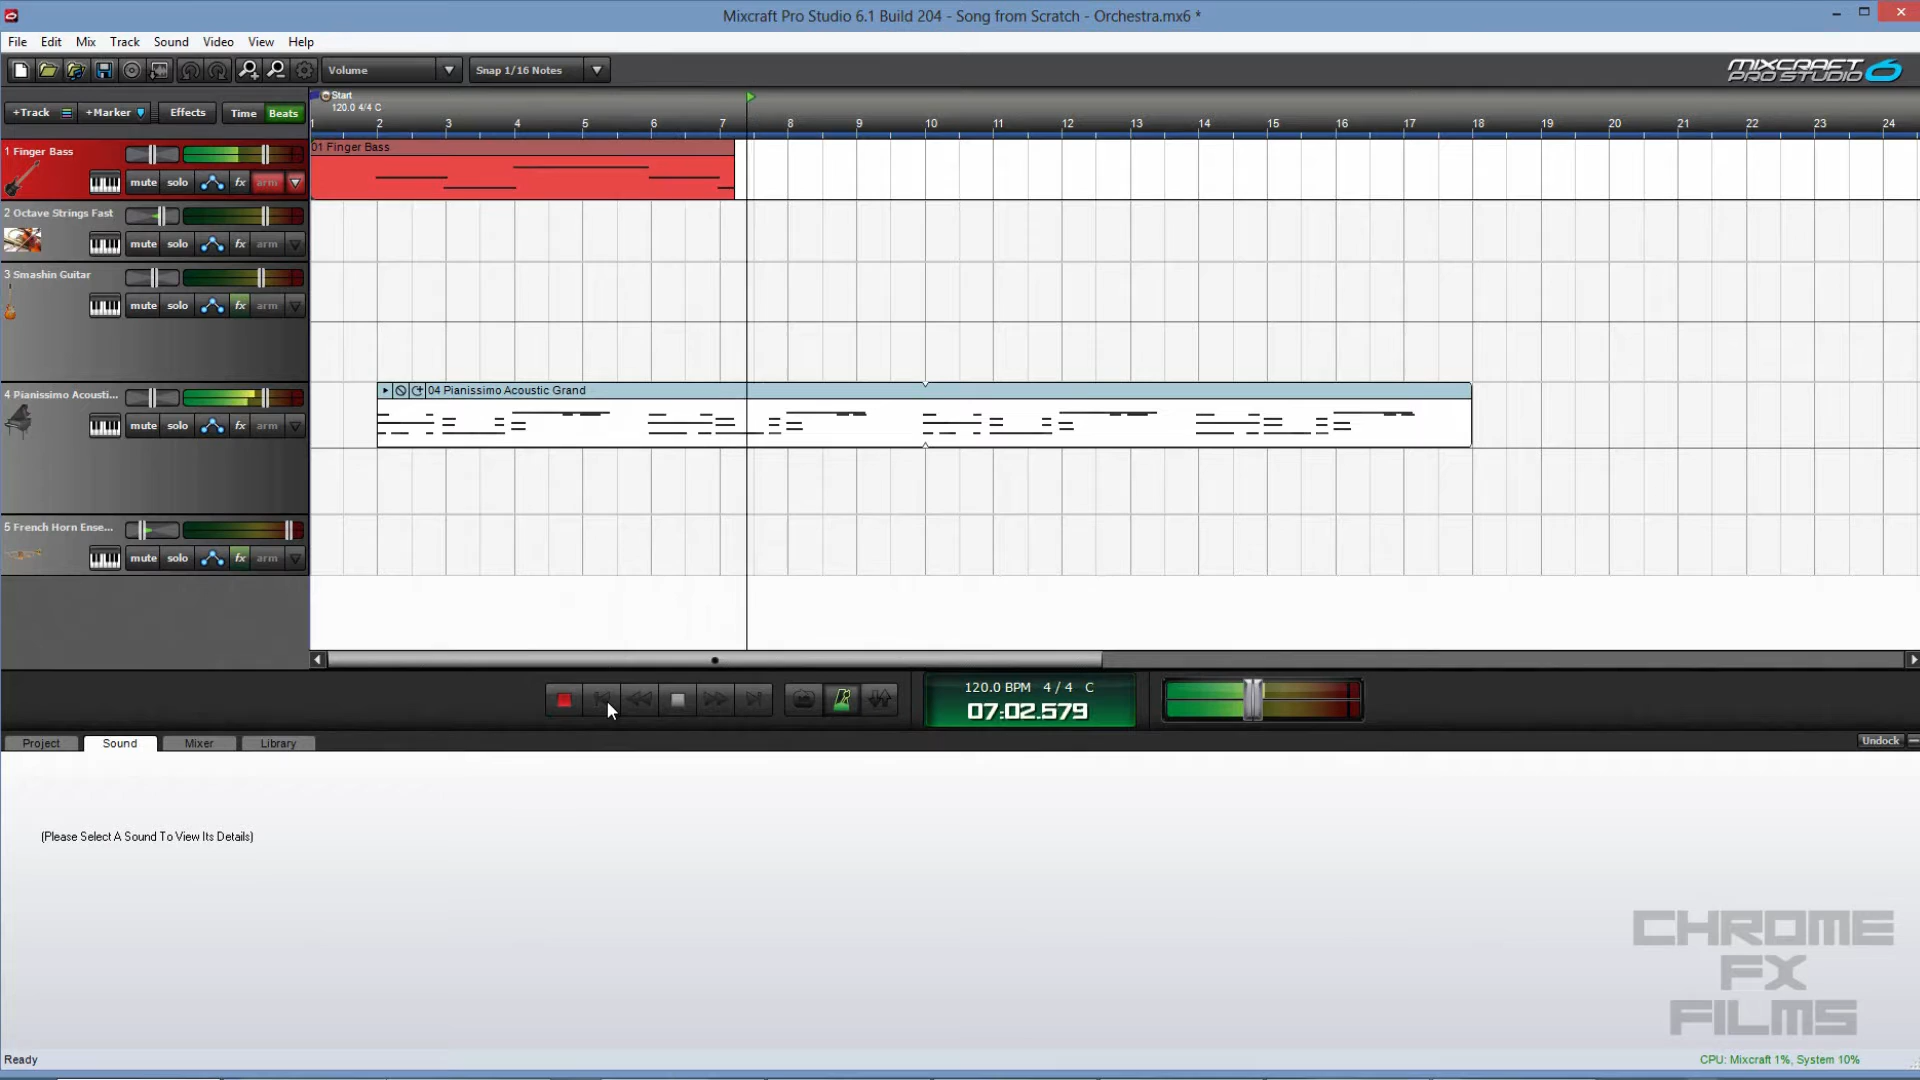 Mixcraft Pro Studio 6.1 Build 204 - Song from Scratch - Orchestra.mx6 *
File Edit Mix Track Sound Video View Help
Volume Snap 1/16 Notes
MIXCRAFT PRO STUDIO 6
+Track +Marker Effects Time Beats
Start
120.0 4/4 C
1 2 3 4 5 6 7 8 9 10 11 12 13 14 15 16 17 18 19 20 21 22 23 24
1 Finger Bass
mute solo fx arm
01 Finger Bass
2 Octave Strings Fast
mute solo fx arm
3 Smashin Guitar
mute solo fx arm
4 Pianissimo Acousti...
mute solo fx arm
04 Pianissimo Acoustic Grand
5 French Horn Ense...
mute solo fx arm
120.0 BPM 4 / 4 C
07:02.579
Project Sound Mixer Library
Undock
(Please Select A Sound To View Its Details)
CHROME
FX
FILMS
Ready
CPU: Mixcraft 1%, System 10%